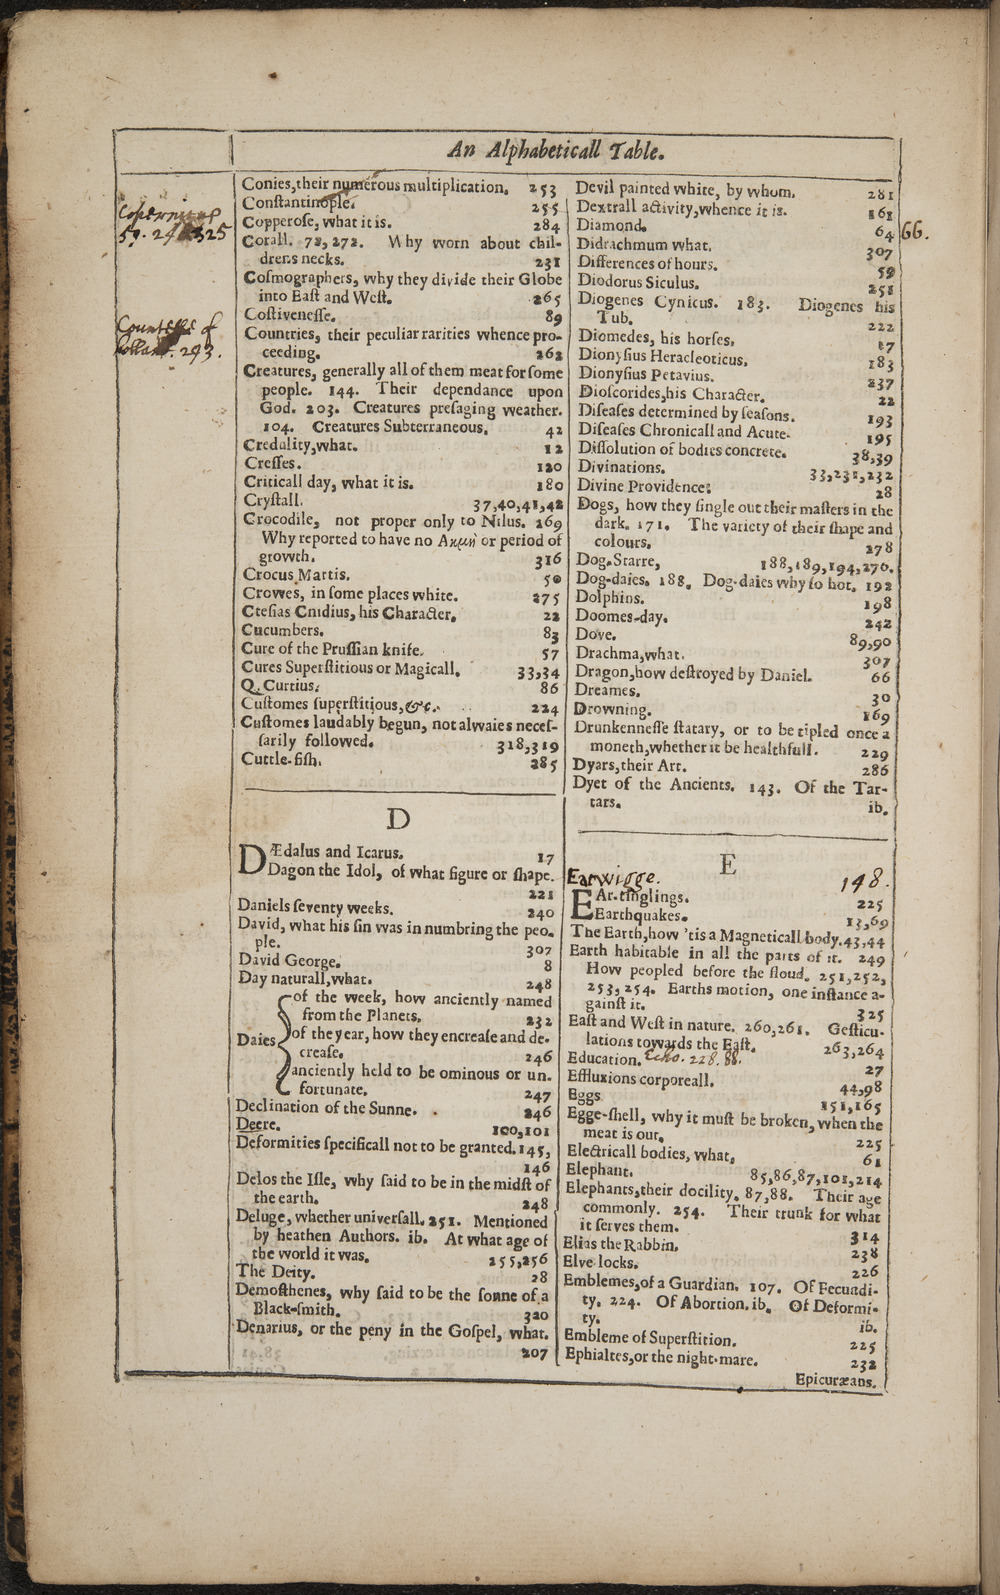 An Alphabeticall Table.
Copernicus
59. 24 325
Countesse of
Holland. 293.
Conies,their numerous multiplication. 253
Conſtantinople. 255
Copperoſe, what it is. 284
Corall. 72, 272. Why worn about chil-
drens necks. 231
Coſmographers, why they divide their Globe
into Eaſt and Weſt. 265
Coſtiveneſſe. 89
Countries, their peculiar rarities whence pro-
ceeding. 262
Creatures, generally all of them meat for ſome
people. 144. Their dependance upon
God. 203. Creatures preſaging weather.
104. Creatures Subterraneous. 42
Credulity,what. 12
Creſſes. 120
Criticall day, what it is. 180
Cryſtall. 37,40,41,42
Crocodile, not proper only to Nilus. 269
Why reported to have no Ακμὴ or period of
growth. 316
Crocus Martis. 50
Crowes, in ſome places white. 275
Cteſias Cnidius, his Character. 22
Cucumbers. 83
Cure of the Pruſſian knife. 57
Cures Superſtitious or Magicall. 33,34
Q. Curtius. 86
Cuſtomes ſuperſtitious,&c. 224
Cuſtomes laudably begun, not alwaies neceſ-
ſarily followed. 318,319
Cuttle-fiſh. 285
D
DÆdalus and Icarus. 17
Dagon the Idol, of what figure or ſhape.
221
Daniels ſeventy weeks. 240
David, what his ſin was in numbring the peo-
ple. 307
David George. 8
Day naturall,what. 248
of the week, how anciently named
from the Planets. 232
Daies of the year, how they encreaſe and de-
creaſe. 246
anciently held to be ominous or un-
fortunate. 247
Declination of the Sunne. 246
Deere. 100,101
Deformities ſpecificall not to be granted. 145,
146
Delos the Iſle, why ſaid to be in the midſt of
the earth. 248
Deluge, whether univerſall. 251. Mentioned
by heathen Authors. ib. At what age of
the world it was. 255,256
The Deity. 28
Demoſthenes, why ſaid to be the ſonne of a
Black-ſmith. 320
Denarius, or the peny in the Goſpel, what.
207
Devil painted white, by whom. 281
Dextrall activity,whence it is. 161
Diamond. 64 66.
Didrachmum what. 307
Differences of hours. 59
Diodorus Siculus. 251
Diogenes Cynicus. 183. Diogenes his
Tub. 222
Diomedes, his horſes. 17
Dionyſius Heracleoticus. 183
Dionyſius Petavius. 237
Dioſcorides,his Character. 22
Diſeaſes determined by ſeaſons. 193
Diſeaſes Chronicall and Acute. 195
Diſſolution of bodies concrete. 38,39
Divinations. 33,231,232
Divine Providence: 28
Dogs, how they ſingle out their maſters in the
dark. 171. The variety of their ſhape and
colours. 278
Dog-Starre, 188,189,194,276.
Dog-daies. 188. Dog-daies why ſo hot. 192
Dolphins. 198
Doomes-day. 242
Dove. 89,90
Drachma,what. 307
Dragon,how deſtroyed by Daniel. 66
Dreames. 30
Drowning. 169
Drunkenneſſe ſtatary, or to be tipled once a
moneth,whether it be healthfull. 229
Dyars,their Art. 286
Dyet of the Ancients. 143. Of the Tar-
tars. ib.
E
Earwigge. 148.
EAr-tinglings. 225
Earthquakes. 13,69
The Earth,how 'tis a Magneticall body.43,44
Earth habitable in all the parts of it. 249
How peopled before the floud. 251,252,
253,254. Earths motion, one inſtance a-
gainſt it. 325
Eaſt and Weſt in nature. 260,261. Geſticu-
lations towards the Eaſt. 263,264
Education. Echo. 228. 88. 27
Effluxions corporeall. 44,98
Eggs 151,165
Egge-ſhell, why it muſt be broken, when the
meat is out. 225
Electricall bodies, what. 61
Elephant. 85,86,87,101,214
Elephants,their docility. 87,88. Their age
commonly. 254. Their trunk for what
it ſerves them. 314
Elias the Rabbin. 238
Elve-locks. 226
Emblemes,of a Guardian. 107. Of Fecundi-
ty. 224. Of Abortion. ib. Of Deformi-
ty. ib.
Embleme of Superſtition. 225
Ephialtes,or the night-mare. 232
Epicuræans.